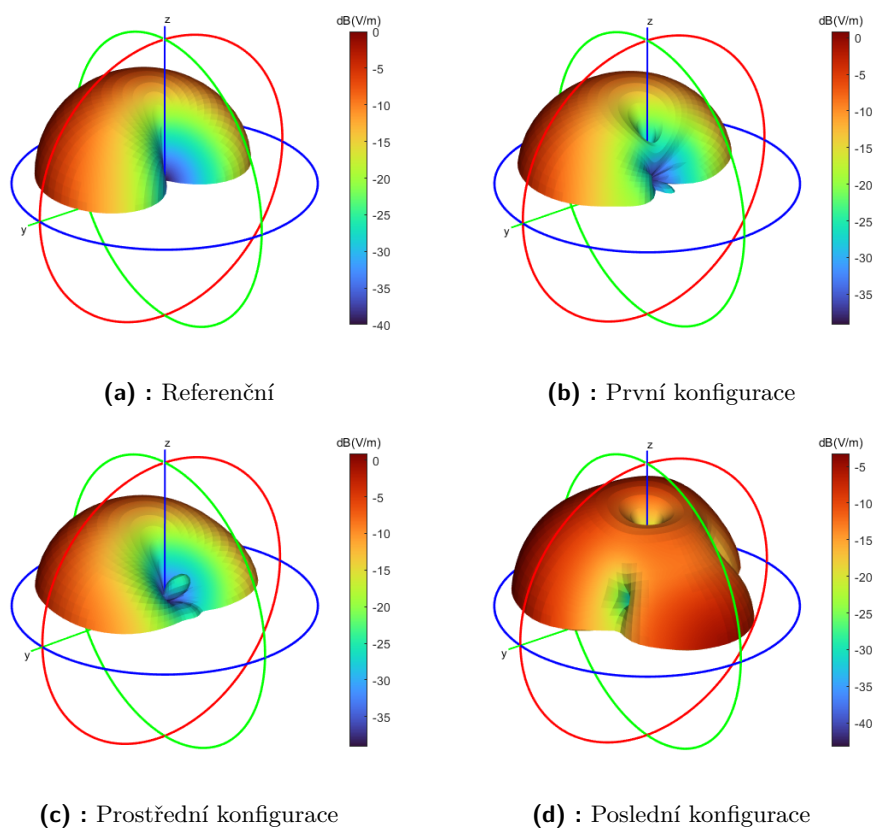 z
dB(V/m)
0
-5
-10
-15
-20
-25
-30
-35
-40
y
(a) : Referenční
z
dB(V/m)
0
-5
-10
-15
-20
-25
-30
-35
y
(b) : První konfigurace
z
dB(V/m)
0
-5
-10
-15
-20
-25
-30
-35
y
(c) : Prostřední konfigurace
z
dB(V/m)
-5
-10
-15
-20
-25
-30
-35
-40
y
(d) : Poslední konfigurace